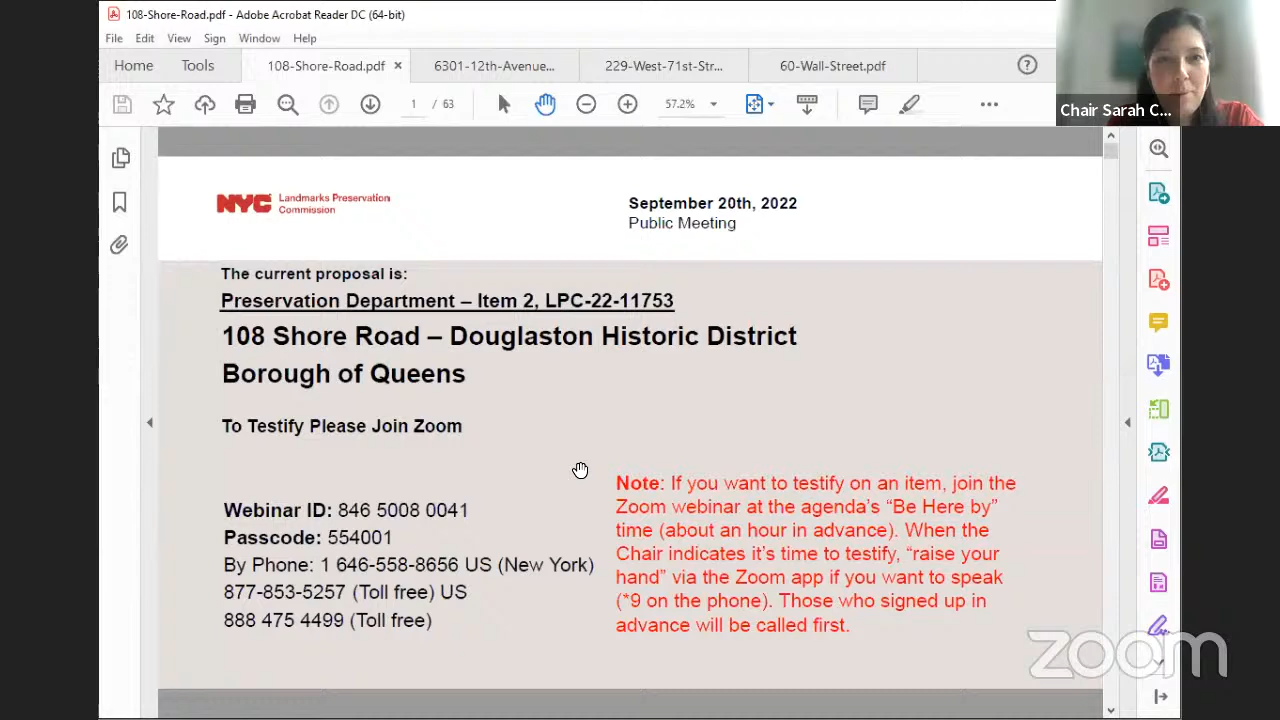 108-Shore-Road.pdf - Adobe Acrobat Reader DC (64-bit)
File Edit View Sign Window Help
Home Tools 108-Shore-Road.pdf × 6301-12th-Avenue... 229-West-71st-Str... 60-Wall-Street.pdf
1 / 63 57.2%
Chair Sarah C...
NYC Landmarks Preservation
Commission
September 20th, 2022
Public Meeting
The current proposal is:
Preservation Department – Item 2, LPC-22-11753
108 Shore Road – Douglaston Historic District
Borough of Queens
To Testify Please Join Zoom
Webinar ID: 846 5008 0041
Passcode: 554001
By Phone: 1 646-558-8656 US (New York)
877-853-5257 (Toll free) US
888 475 4499 (Toll free)
Note: If you want to testify on an item, join the
Zoom webinar at the agenda’s “Be Here by”
time (about an hour in advance). When the
Chair indicates it’s time to testify, “raise your
hand” via the Zoom app if you want to speak
(*9 on the phone). Those who signed up in
advance will be called first.
zoom